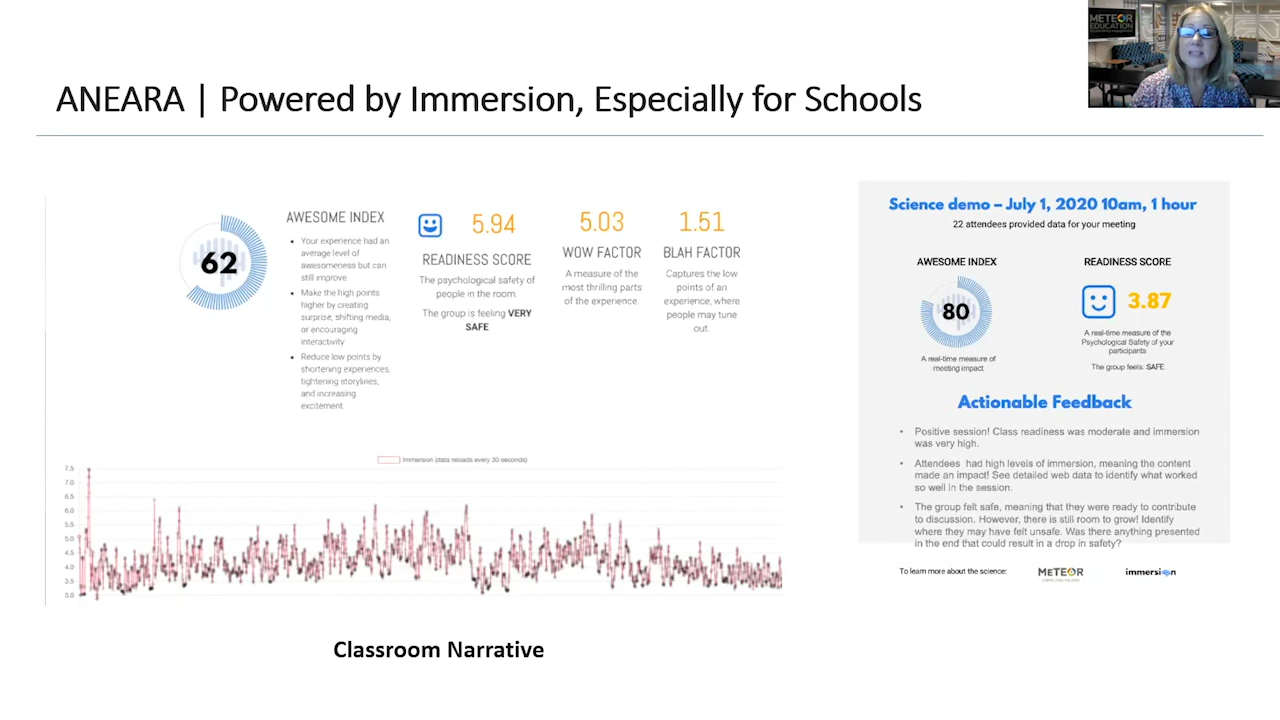 METEOR
EDUCATION
ANEARA | Powered by Immersion, Especially for Schools
62
AWESOME INDEX
• Your experience had an
average level of
awesomeness but can
still improve.
• Make the high points
higher by creating
surprise, shifting media,
or encouraging
interactivity
• Reduce low points by
shortening experiences,
tightening storylines,
and increasing
excitement.
5.94
READINESS SCORE
The psychological safety of
people in the room.
The group is feeling VERY
SAFE
5.03
WOW FACTOR
A measure of the
most thrilling parts
of the experience.
1.51
BLAH FACTOR
Captures the low
points of an
experience, where
people may tune
out.
Immersion (data reloads every 30 seconds)
7.5
7.0
6.5
6.0
5.5
5.0
4.5
4.0
3.5
3.0
Classroom Narrative
Science demo – July 1, 2020 10am, 1 hour
22 attendees provided data for your meeting
AWESOME INDEX
80
A real-time measure of
meeting impact
READINESS SCORE
3.87
A real-time measure of the
Psychological Safety of your
participants
The group feels: SAFE
Actionable Feedback
• Positive session! Class readiness was moderate and immersion
was very high.
• Attendees had high levels of immersion, meaning the content
made an impact! See detailed web data to identify what worked
so well in the session.
• The group felt safe, meaning that they were ready to contribute
to discussion. However, there is still room to grow! Identify
where they may have felt unsafe. Was there anything presented
in the end that could result in a drop in safety?
To learn more about the science:
METEOR
immersion